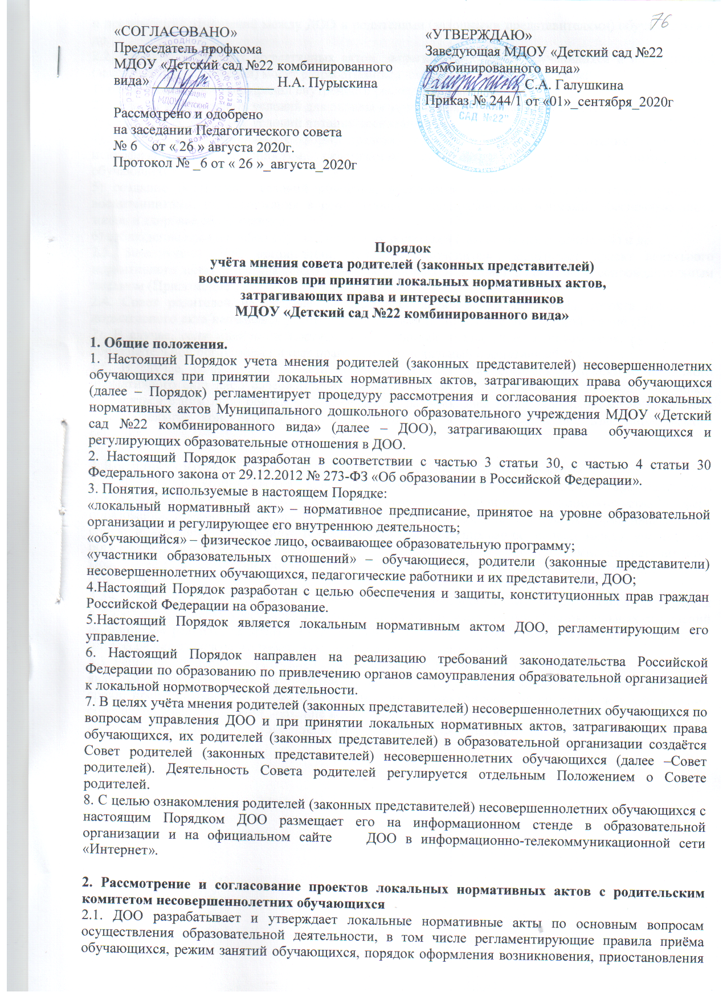 76
«СОГЛАСОВАНО»
Председатель профкома
МДОУ «Детский сад №22 комбинированного
вида» _________________ Н.А. Пурыскина
Рассмотрено и одобрено
на заседании Педагогического совета
№ 6 от « 26 » августа 2020г.
Протокол № _6 от « 26 »_августа_2020г
«УТВЕРЖДАЮ»
Заведующая МДОУ «Детский сад №22
комбинированного вида»
______________С.А. Галушкина
Приказ № 244/1 от «01»_сентября_2020г
ДЕТСКИЙ
САД №22"
Порядок
учёта мнения совета родителей (законных представителей)
воспитанников при принятии локальных нормативных актов,
затрагивающих права и интересы воспитанников
МДОУ «Детский сад №22 комбинированного вида»
1. Общие положения.
1. Настоящий Порядок учета мнения родителей (законных представителей) несовершеннолетних
обучающихся при принятии локальных нормативных актов, затрагивающих права обучающихся
(далее – Порядок) регламентирует процедуру рассмотрения и согласования проектов локальных
нормативных актов Муниципального дошкольного образовательного учреждения МДОУ «Детский
сад №22 комбинированного вида» (далее – ДОО), затрагивающих права обучающихся и
регулирующих образовательные отношения в ДОО.
2. Настоящий Порядок разработан в соответствии с частью 3 статьи 30, с частью 4 статьи 30
Федерального закона от 29.12.2012 № 273-ФЗ «Об образовании в Российской Федерации».
3. Понятия, используемые в настоящем Порядке:
«локальный нормативный акт» – нормативное предписание, принятое на уровне образовательной
организации и регулирующее его внутреннюю деятельность;
«обучающийся» – физическое лицо, осваивающее образовательную программу;
«участники образовательных отношений» – обучающиеся, родители (законные представители)
несовершеннолетних обучающихся, педагогические работники и их представители, ДОО;
4.Настоящий Порядок разработан с целью обеспечения и защиты, конституционных прав граждан
Российской Федерации на образование.
5.Настоящий Порядок является локальным нормативным актом ДОО, регламентирующим его
управление.
6. Настоящий Порядок направлен на реализацию требований законодательства Российской
Федерации по образованию по привлечению органов самоуправления образовательной организацией
к локальной нормотворческой деятельности.
7. В целях учёта мнения родителей (законных представителей) несовершеннолетних обучающихся по
вопросам управления ДОО и при принятии локальных нормативных актов, затрагивающих права
обучающихся, их родителей (законных представителей) в образовательной организации создаётся
Совет родителей (законных представителей) несовершеннолетних обучающихся (далее –Совет
родителей). Деятельность Совета родителей регулируется отдельным Положением о Совете
родителей.
8. С целью ознакомления родителей (законных представителей) несовершеннолетних обучающихся с
настоящим Порядком ДОО размещает его на информационном стенде в образовательной
организации и на официальном сайте ДОО в информационно-телекоммуникационной сети
«Интернет».
2. Рассмотрение и согласование проектов локальных нормативных актов с родительским
комитетом несовершеннолетних обучающихся
2.1. ДОО разрабатывает и утверждает локальные нормативные акты по основным вопросам
осуществления образовательной деятельности, в том числе регламентирующие правила приёма
обучающихся, режим занятий обучающихся, порядок оформления возникновения, приостановления